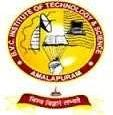 B.V.C. INSTITUTE OF TECHNOLOGY & SCIENCE
AMALAPURAM